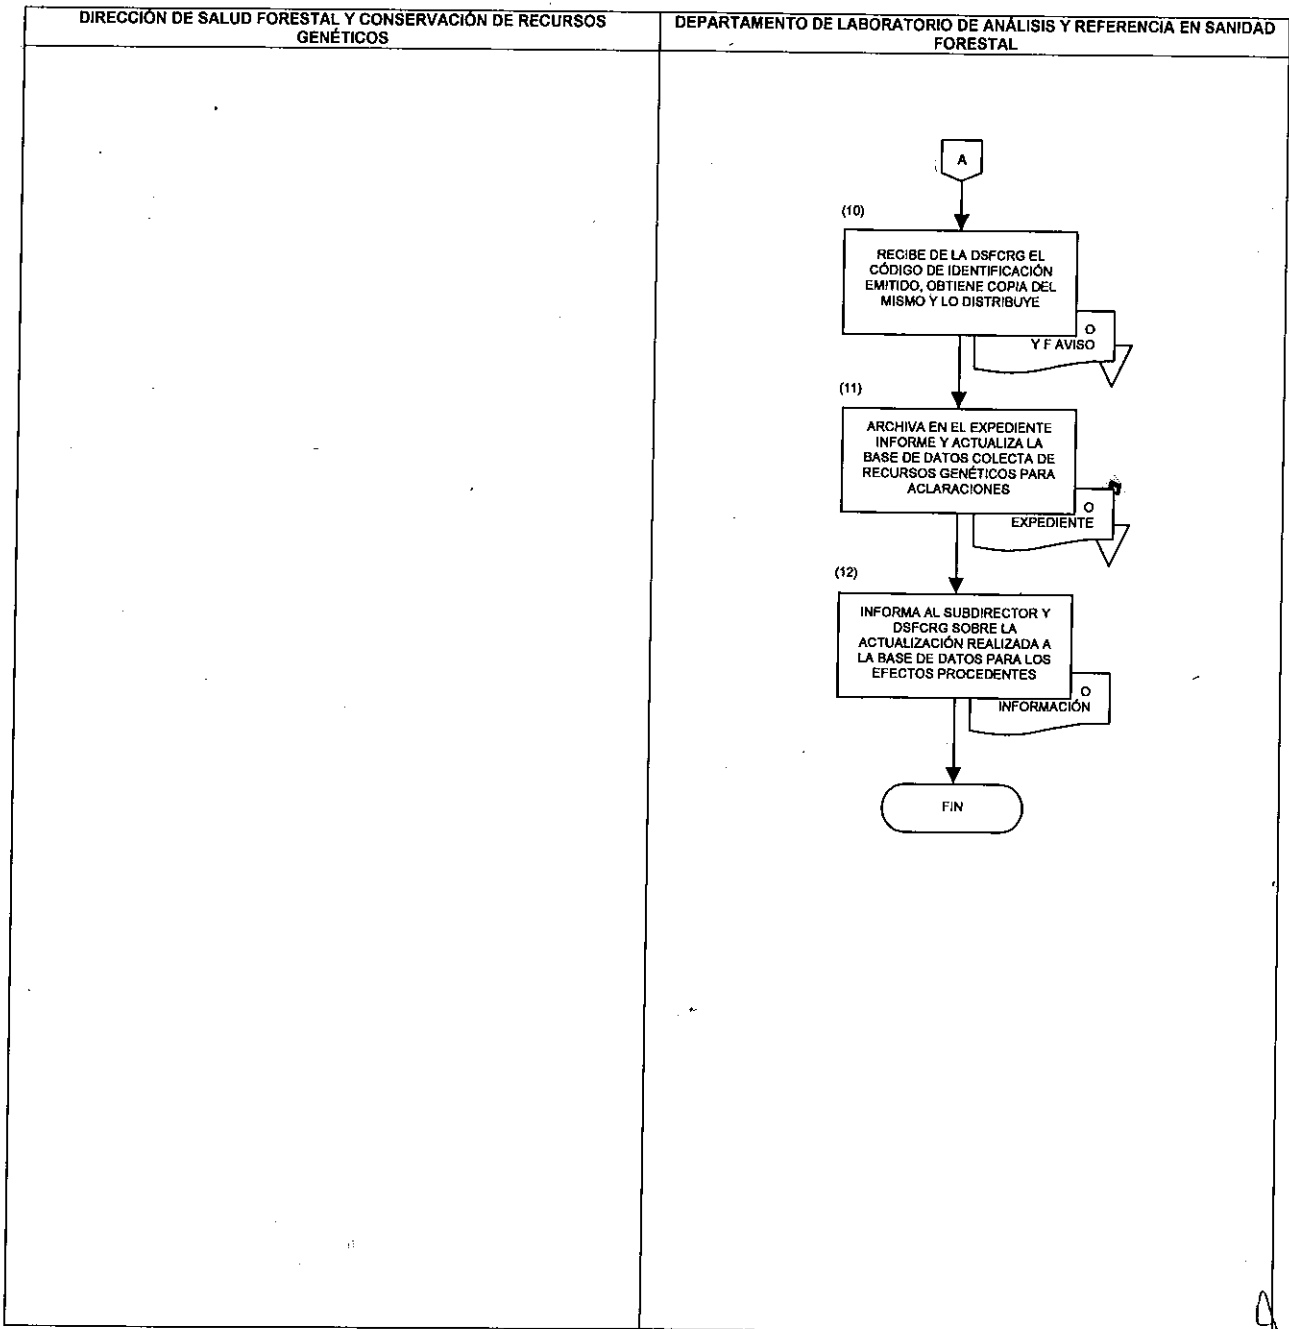 DIRECCIÓN DE SALUD FORESTAL Y CONSERVACIÓN DE RECURSOS
GENÉTICOS
DEPARTAMENTO DE LABORATORIO DE ANÁLISIS Y REFERENCIA EN SANIDAD
FORESTAL
A
(10)
RECIBE DE LA DSFCRG EL
CÓDIGO DE IDENTIFICACIÓN
EMITIDO, OBTIENE COPIA DEL
MISMO Y LO DISTRIBUYE
O
Y F AVISO
(11)
ARCHIVA EN EL EXPEDIENTE
INFORME Y ACTUALIZA LA
BASE DE DATOS COLECTA DE
RECURSOS GENÉTICOS PARA
ACLARACIONES
O
EXPEDIENTE
(12)
INFORMA AL SUBDIRECTOR Y
DSFCRG SOBRE LA
ACTUALIZACIÓN REALIZADA A
LA BASE DE DATOS PARA LOS
EFECTOS PROCEDENTES
O
INFORMACIÓN
FIN